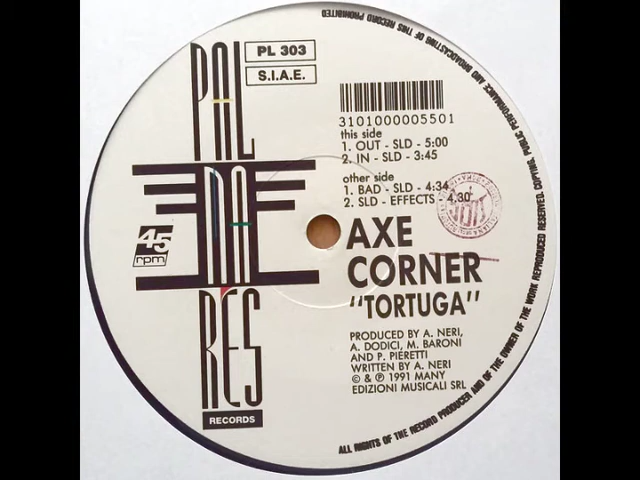 PAL
RA
RES
RECORDS
45
rpm
PL 303
S.I.A.E.
3101000005501
this side
1. OUT - SLD - 5:00
2. IN - SLD - 3:45
other side
1. BAD - SLD - 4:34
2. SLD - EFFECTS - 4,30
AXE
CORNER
"TORTUGA"
PRODUCED BY A. NERI,
A. DODICI, M. BARONI
AND P. PIERETTI
WRITTEN BY A. NERI
© & ℗ 1991 MANY
EDIZIONI MUSICALI SRL
ALL RIGHTS OF THE RECORD PRODUCER AND OF THE OWNER OF THE WORK REPRODUCED RESERVED. COPYING, PUBLIC PERFORMANCE AND BROADCASTING OF THIS RECORD PROHIBITED